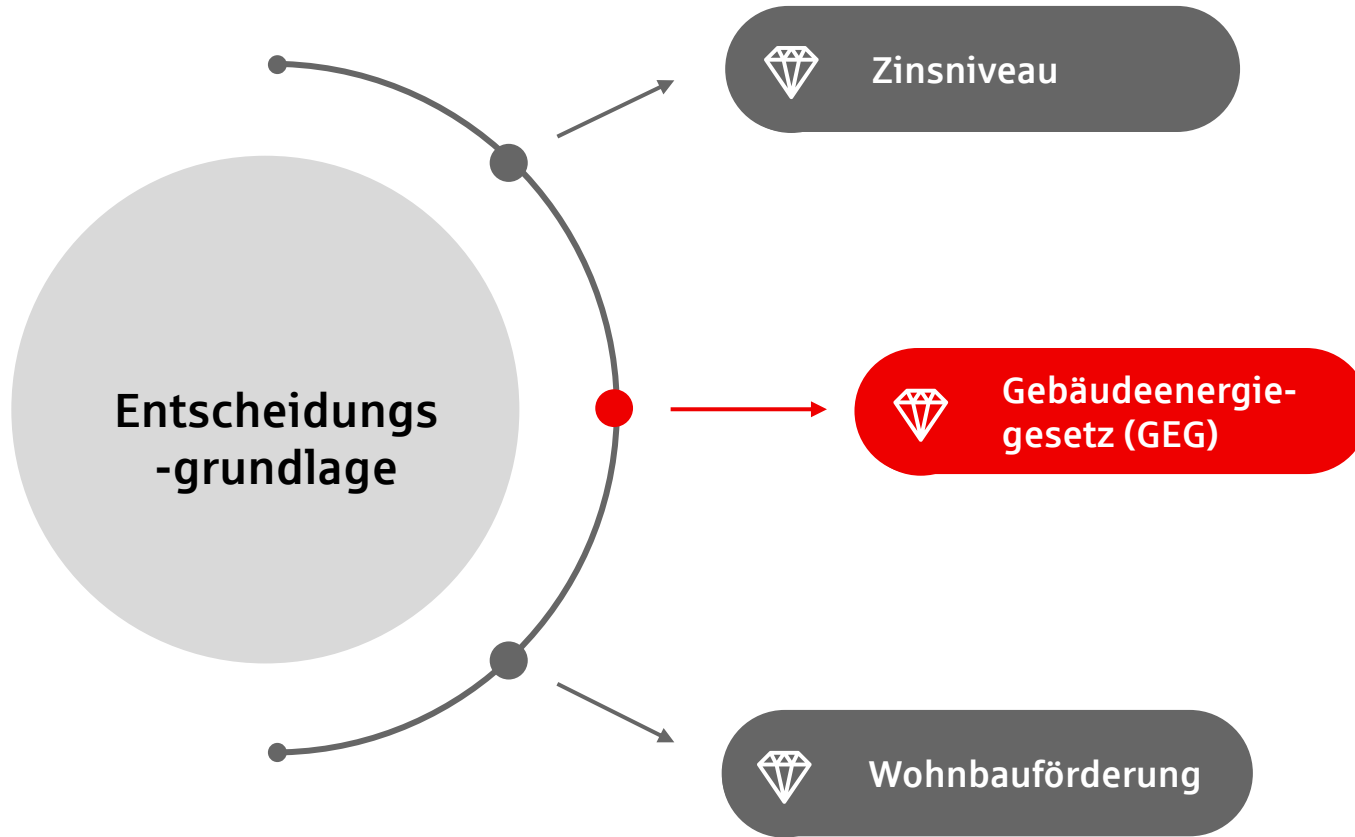 Zinsniveau
Entscheidungs
-grundlage
Gebäudeenergie-
gesetz (GEG)
Wohnbauförderung